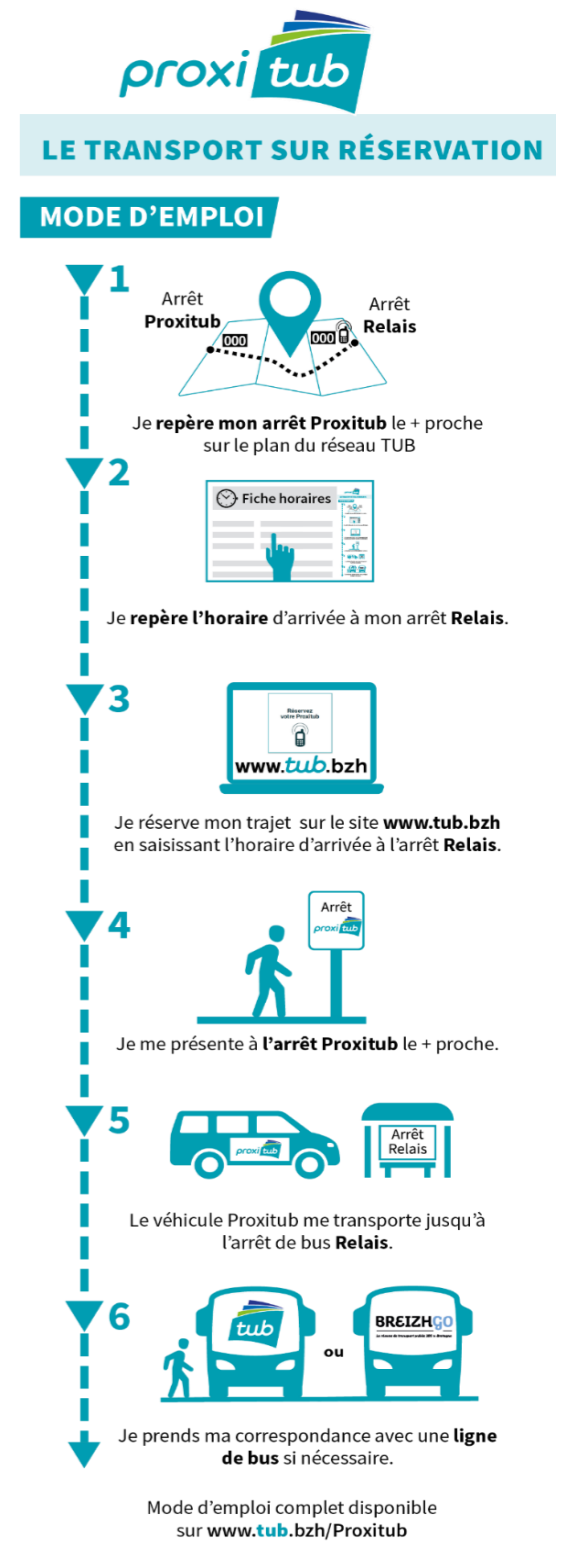 proxi tub
LE TRANSPORT SUR RÉSERVATION
MODE D'EMPLOI
1
Arrêt
Proxitub
Arrêt
Relais
000
000
Je repère mon arrêt Proxitub le + proche
sur le plan du réseau TUB
2
Fiche horaires
Je repère l'horaire d'arrivée à mon arrêt Relais.
3
Réservez
votre Proxitub
www.tub.bzh
Je réserve mon trajet sur le site www.tub.bzh
en saisissant l'horaire d'arrivée à l'arrêt Relais.
4
Arrêt
proxi tub
Je me présente à l'arrêt Proxitub le + proche.
5
proxi tub
Arrêt
Relais
Le véhicule Proxitub me transporte jusqu'à
l'arrêt de bus Relais.
6
tub
ou
BREIZHGO
Je prends ma correspondance avec une ligne
de bus si nécessaire.
Mode d'emploi complet disponible
sur www.tub.bzh/Proxitub